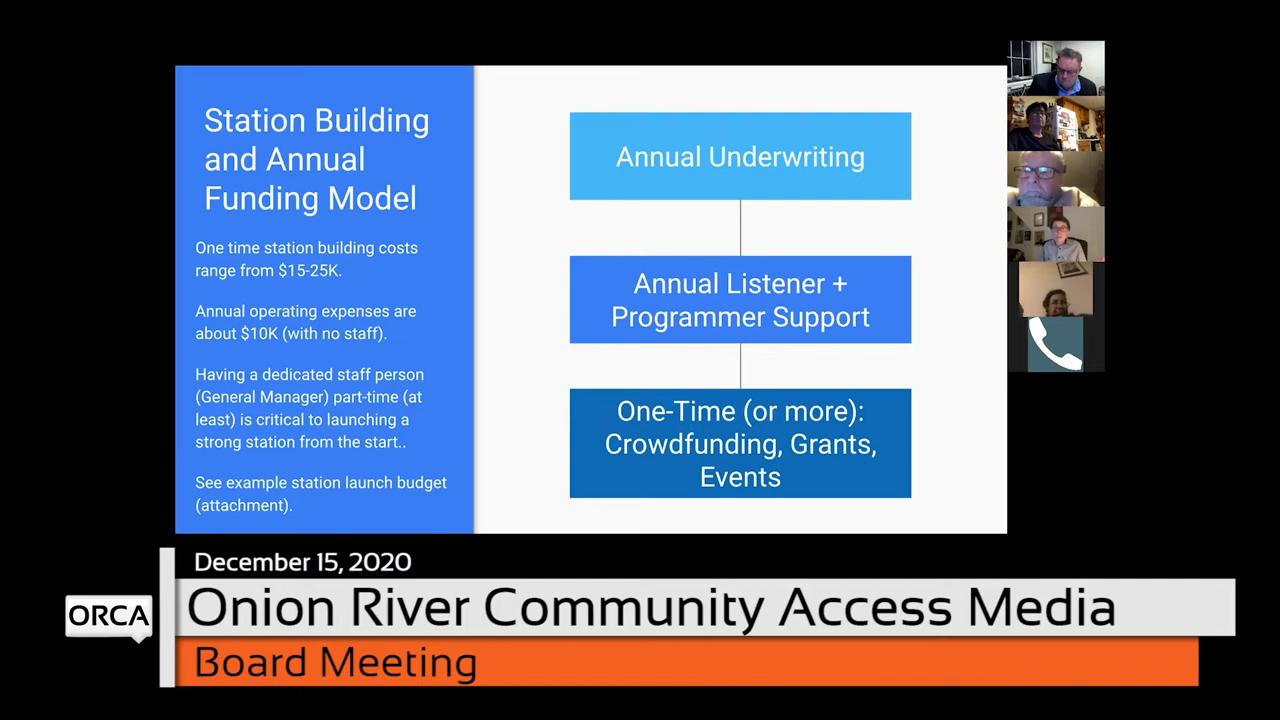 Station Building
and Annual
Funding Model
One time station building costs
range from $15-25K.
Annual operating expenses are
about $10K (with no staff).
Having a dedicated staff person
(General Manager) part-time (at
least) is critical to launching a
strong station from the start..
See example station launch budget
(attachment).
Annual Underwriting
Annual Listener +
Programmer Support
One-Time (or more):
Crowdfunding, Grants,
Events
December 15, 2020
ORCA
Onion River Community Access Media
Board Meeting